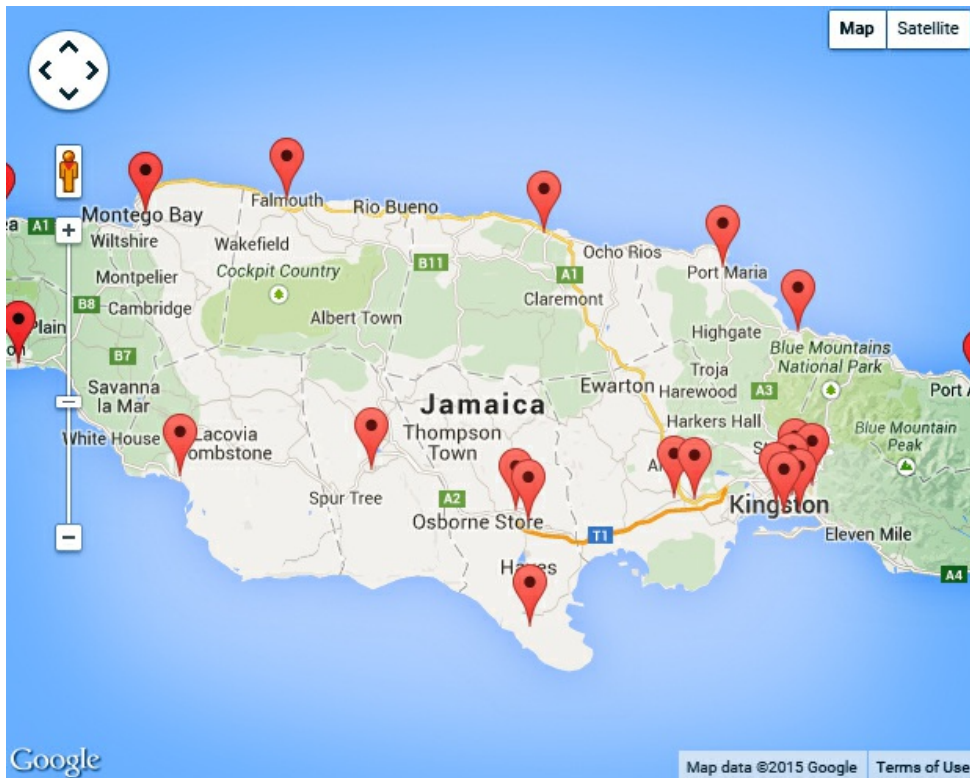 Map Satellite
+
Falmouth
Rio Bueno
A1 Montego Bay
Wiltshire Wakefield
Ocho Rios
Port Maria
B11
A1
Cockpit Country
Montpelier
Claremont
B8 Cambridge
Albert Town
Plain
Highgate
Blue Mountains
National Park
B7
Troja
Savanna
la Mar
Ewarton Harewood A3
Jamaica
Harkers Hall
White House Lacovia
Thompson
Town
Blue Mountain
Peak
Spur Tree A2
Osborne Store
Kingston
T1
Eleven Mile
A4
Google
Map data ©2015 Google Terms of Use